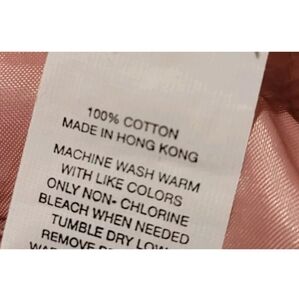 100% COTTON
MADE IN HONG KONG
MACHINE WASH WARM
WITH LIKE COLORS
ONLY NON- CHLORINE
BLEACH WHEN NEEDED
TUMBLE DRY LOW
REMOVE